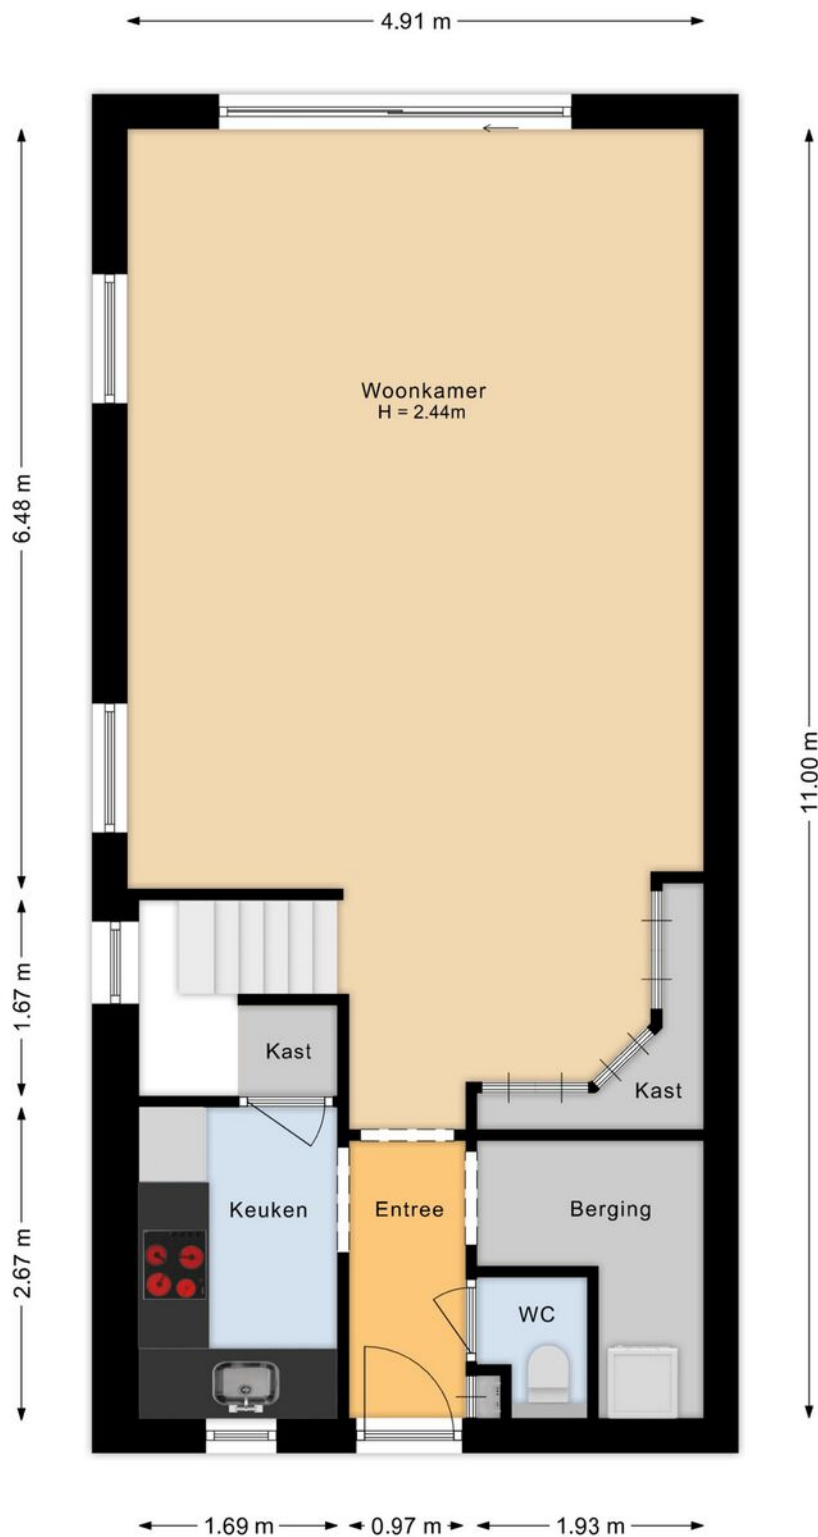 4.91 m
Woonkamer
H = 2.44m
6.48 m
11.00 m
1.67 m
Kast
Kast
Keuken
Entree
Berging
2.67 m
WC
1.69 m
0.97 m
1.93 m